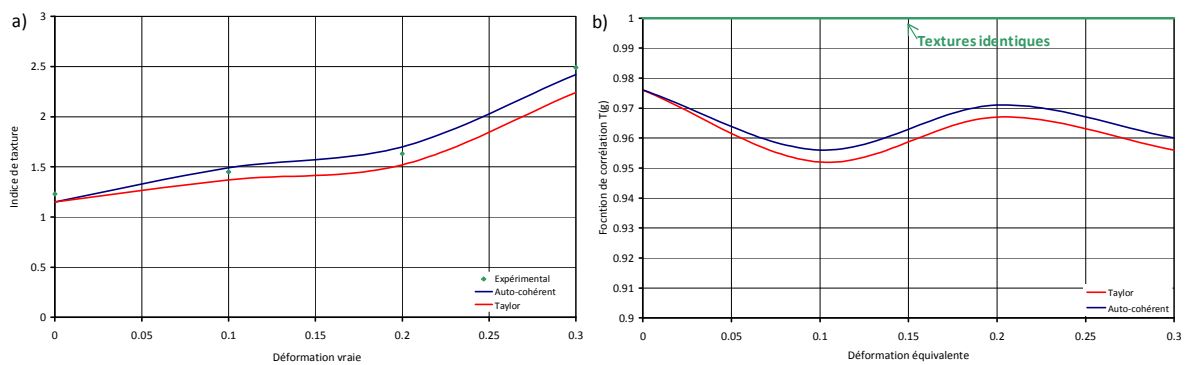 a)
3
2.5
2
1.5
1
0.5
0
Indice de taxture
0
0.05
0.1
0.15
0.2
0.25
0.3
Déformation vraie
Expérimental
Auto-cohérent
Taylor
b)
1
0.99
0.98
0.97
0.96
0.95
0.94
0.93
0.92
0.91
0.9
Focntion de corrélation T(g)
Textures identiques
0
0.05
0.1
0.15
0.2
0.25
0.3
Déformation équivalente
Taylor
Auto-cohérent